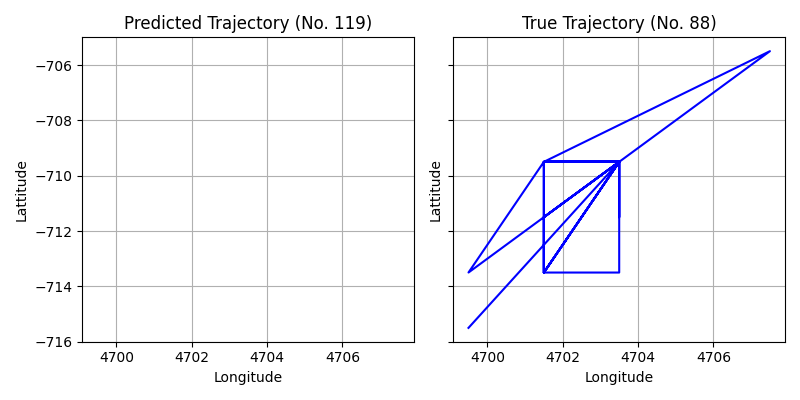 Predicted Trajectory (No. 119)
True Trajectory (No. 88)
Lattitude
−706
−708
−710
−712
−714
−716
4700
4702
4704
4706
Longitude
Lattitude
4700
4702
4704
4706
Longitude